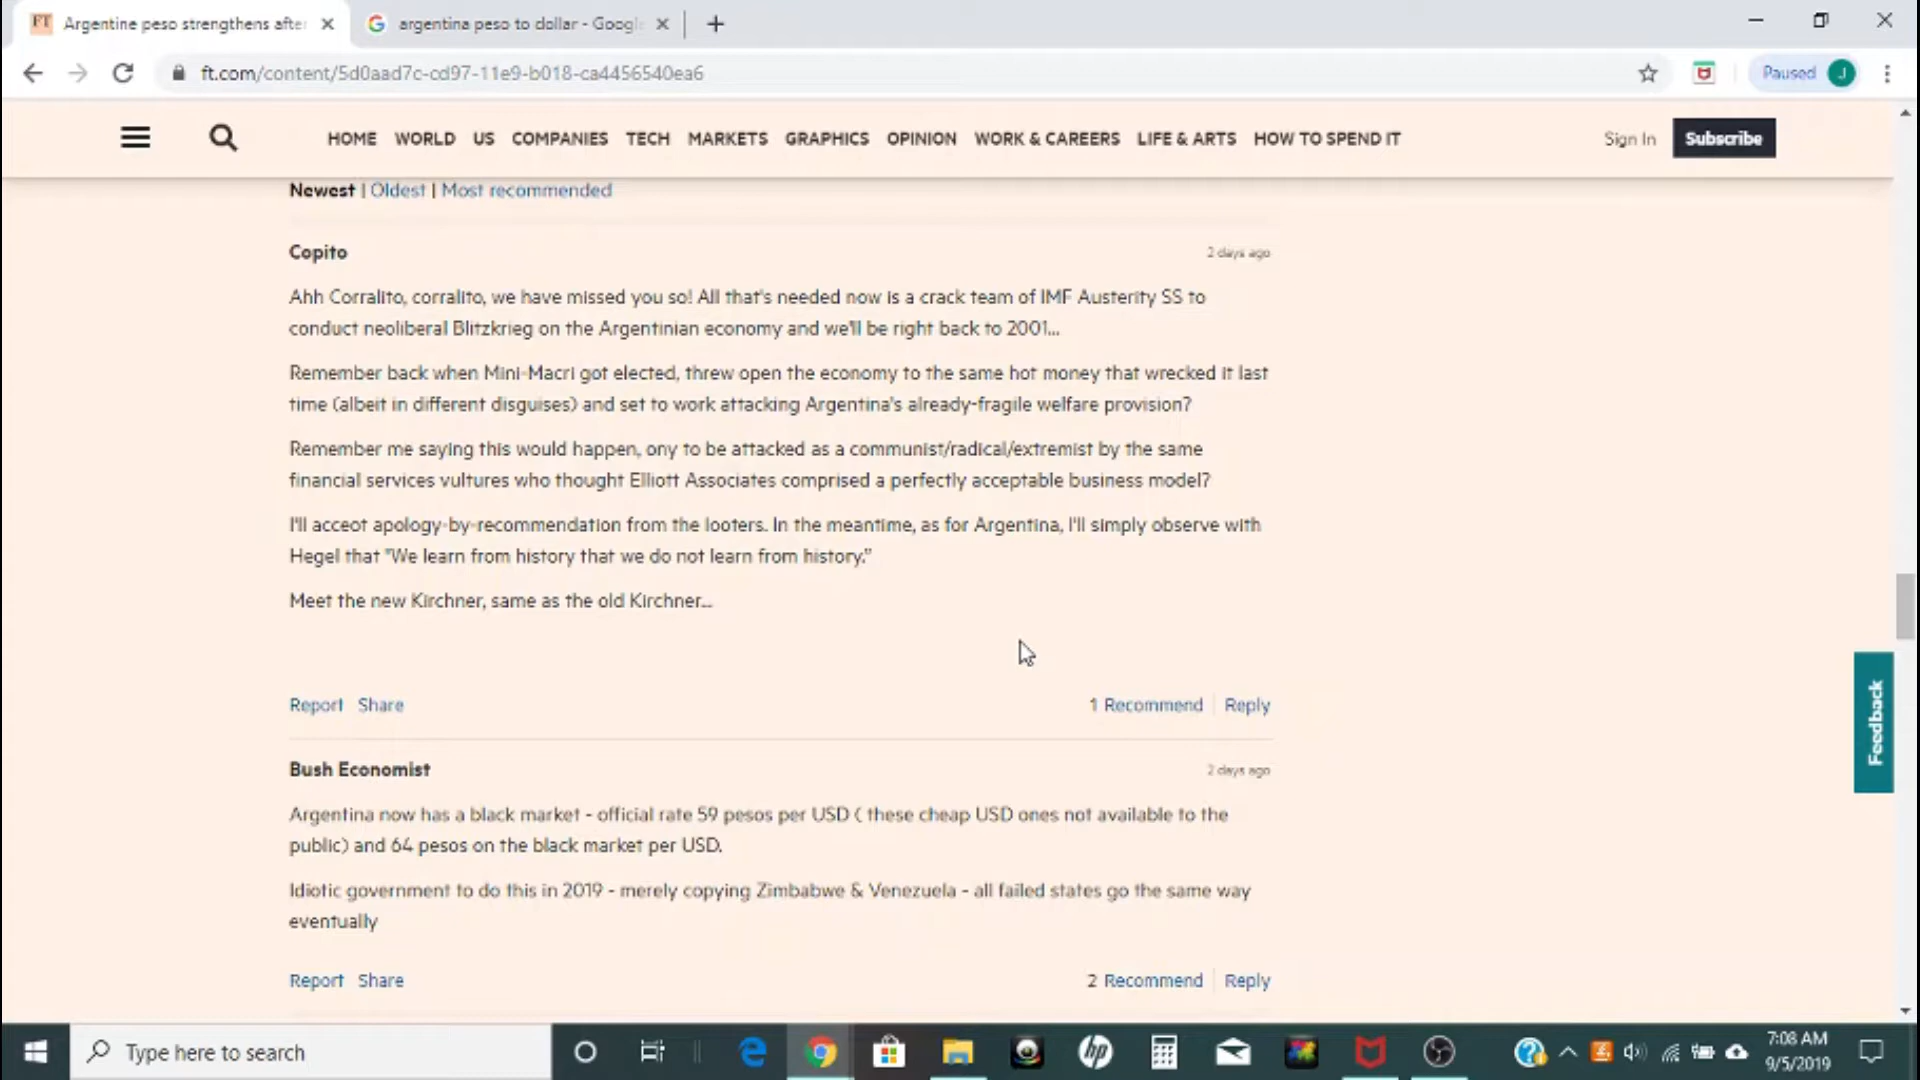 FT Argentine peso strengthens after
argentina peso to dollar - Googl
ft.com/content/5d0aad7c-cd97-11e9-b018-ca4456540ea6
Paused J
HOME WORLD US COMPANIES TECH MARKETS GRAPHICS OPINION WORK & CAREERS LIFE & ARTS HOW TO SPEND IT
Sign In Subscribe
Newest | Oldest | Most recommended
Copito 2 days ago
Ahh Corralito, corralito, we have missed you so! All that's needed now is a crack team of IMF Austerity SS to
conduct neoliberal Blitzkrieg on the Argentinian economy and we'll be right back to 2001...
Remember back when Mini-Macri got elected, threw open the economy to the same hot money that wrecked it last
time (albeit in different disguises) and set to work attacking Argentina's already-fragile welfare provision?
Remember me saying this would happen, ony to be attacked as a communist/radical/extremist by the same
financial services vultures who thought Elliott Associates comprised a perfectly acceptable business model?
I'll acceot apology-by-recommendation from the looters. In the meantime, as for Argentina, I'll simply observe with
Hegel that "We learn from history that we do not learn from history."
Meet the new Kirchner, same as the old Kirchner...
Report Share 1 Recommend Reply
Feedback
Bush Economist 2 days ago
Argentina now has a black market - official rate 59 pesos per USD ( these cheap USD ones not available to the
public) and 64 pesos on the black market per USD.
Idiotic government to do this in 2019 - merely copying Zimbabwe & Venezuela - all failed states go the same way
eventually
Report Share 2 Recommend Reply
Type here to search
hp
7:08 AM
9/5/2019